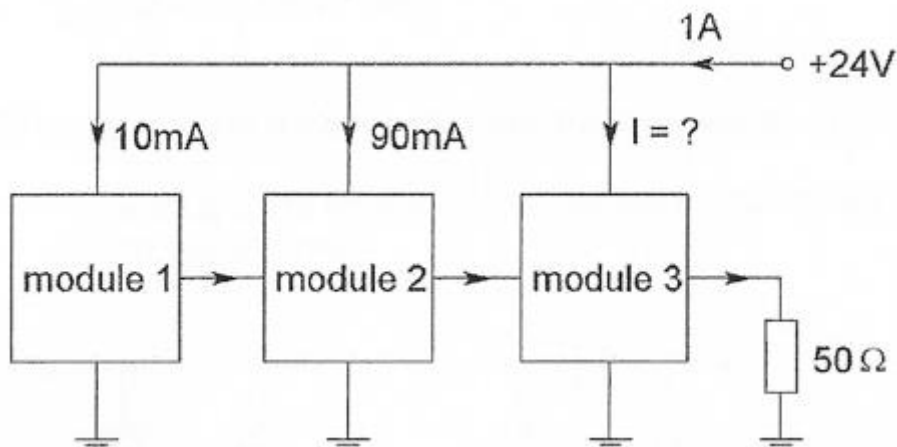 1A
+24V
10mA
90mA
I = ?
module 1
module 2
module 3
50 Ω